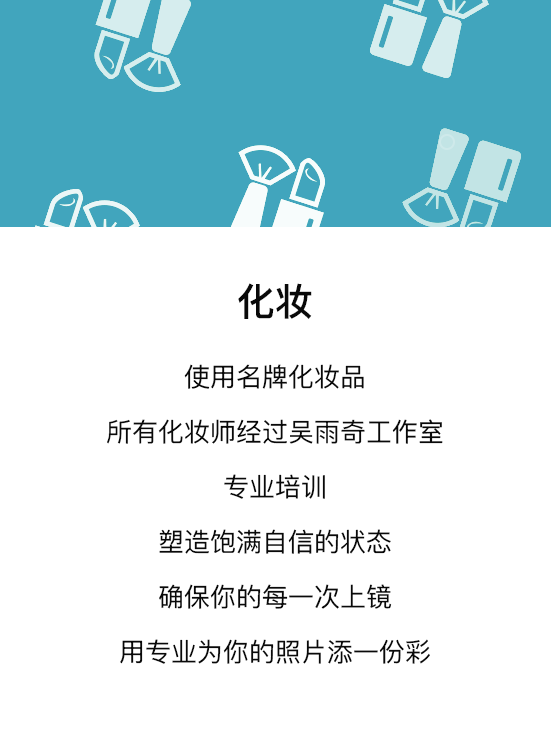 化妆
使用名牌化妆品
所有化妆师经过吴雨奇工作室
专业培训
塑造饱满自信的状态
确保你的每一次上镜
用专业为你的照片添一份彩